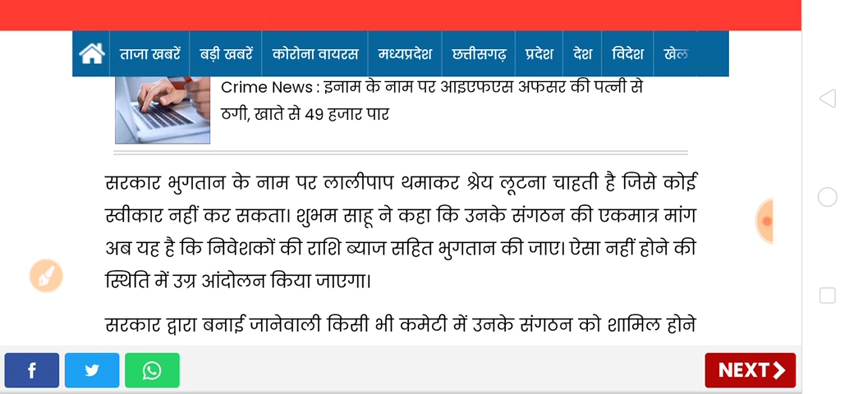 ताजा खबरें बड़ी खबरें कोरोना वायरस मध्यप्रदेश छत्तीसगढ़ प्रदेश देश विदेश खेल
Crime News : इनाम के नाम पर आइएफएस अफसर की पत्नी से
ठगी, खाते से 49 हजार पार
सरकार भुगतान के नाम पर लालीपाप थमाकर श्रेय लूटना चाहती है जिसे कोई
स्वीकार नहीं कर सकता। शुभम साहू ने कहा कि उनके संगठन की एकमात्र मांग
अब यह है कि निवेशकों की राशि ब्याज सहित भुगतान की जाए। ऐसा नहीं होने की
स्थिति में उग्र आंदोलन किया जाएगा।
सरकार द्वारा बनाई जानेवाली किसी भी कमेटी में उनके संगठन को शामिल होने
f NEXT